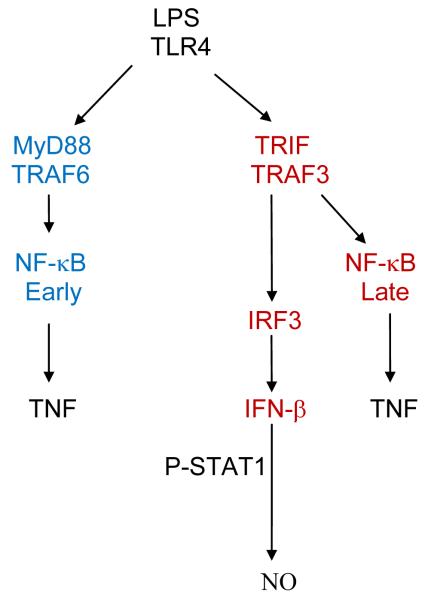 LPS
TLR4
MyD88
TRAF6
TRIF
TRAF3
NF-κB
Early
NF-κB
Late
IRF3
TNF
IFN-β
TNF
P-STAT1
NO